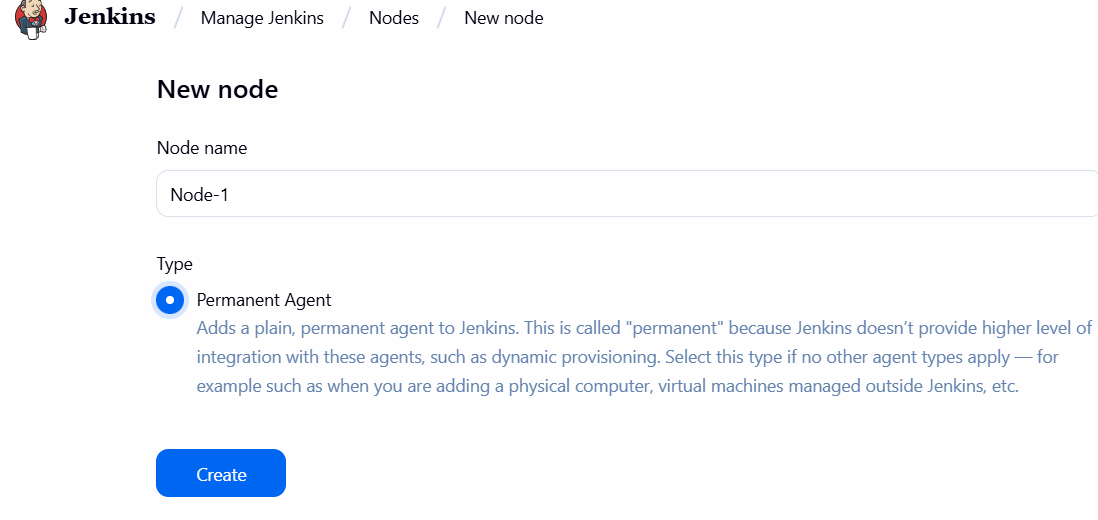 Jenkins / Manage Jenkins / Nodes / New node
New node
Node name
Node-1
Type
Permanent Agent
Adds a plain, permanent agent to Jenkins. This is called "permanent" because Jenkins doesn’t provide higher level of
integration with these agents, such as dynamic provisioning. Select this type if no other agent types apply — for
example such as when you are adding a physical computer, virtual machines managed outside Jenkins, etc.
Create